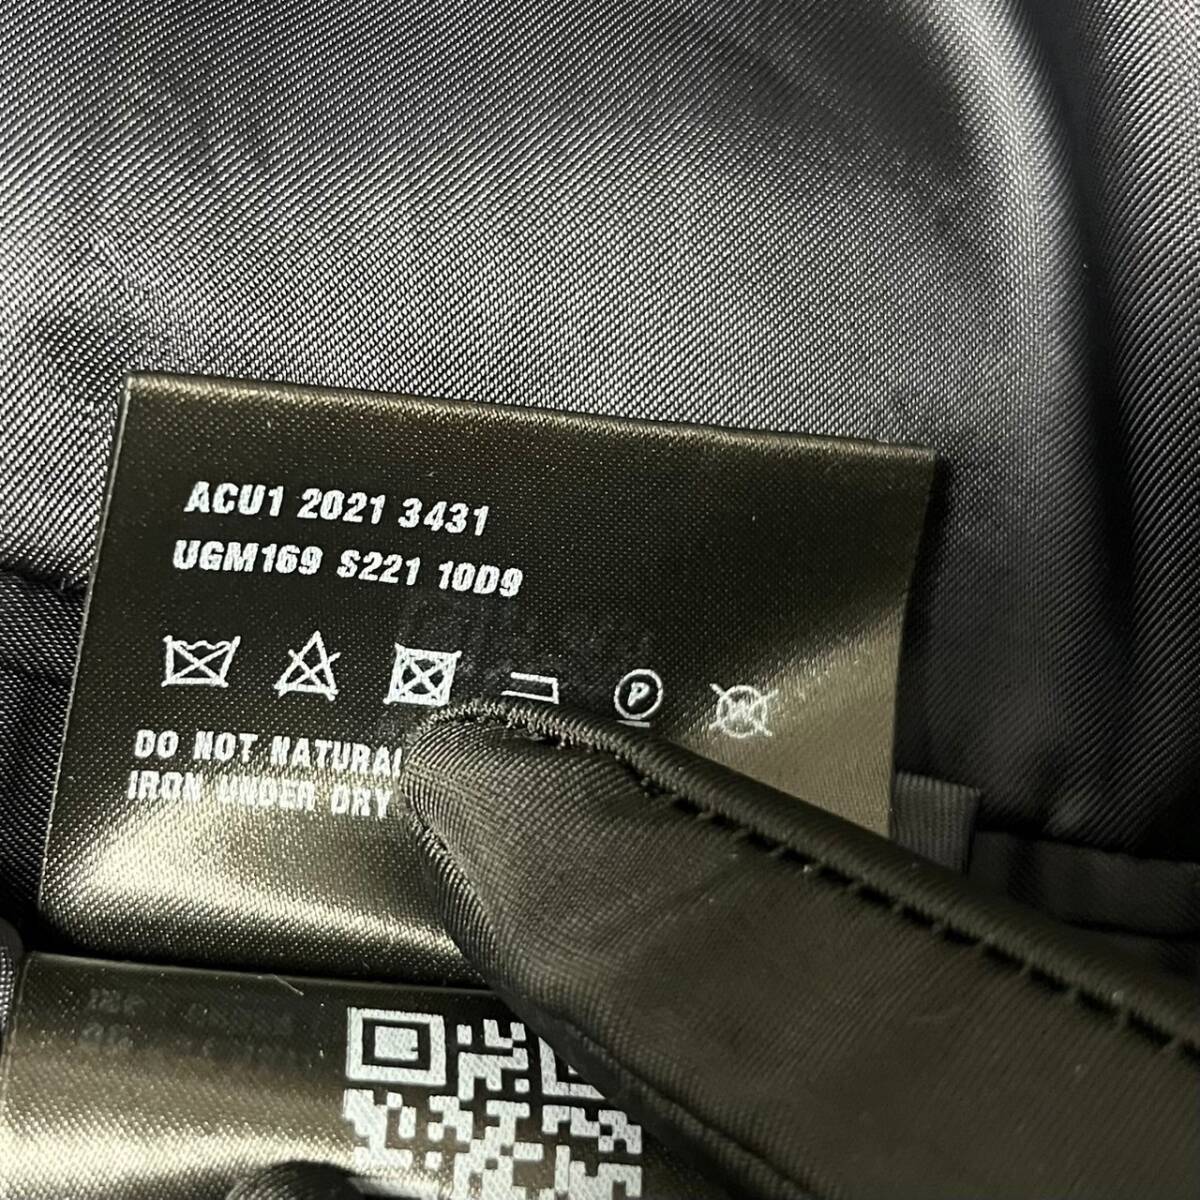 ACU1 2021 3431
UGM169 S221 10D9
P
DO NOT NATURAL
IRON UNDER DRY